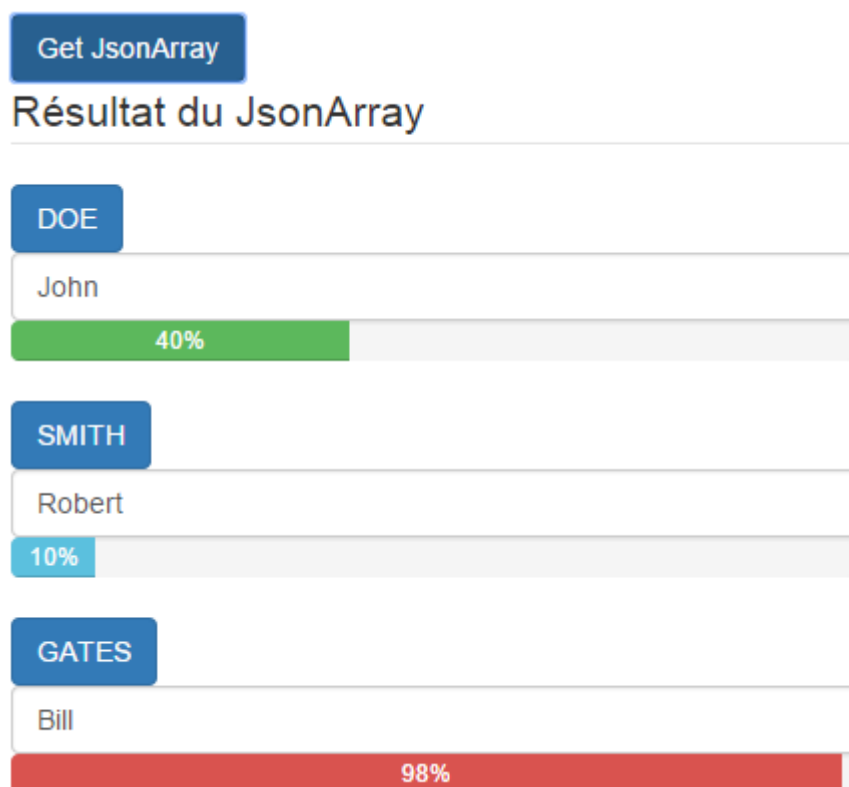 Get JsonArray
Résultat du JsonArray
DOE
John
40%
SMITH
Robert
10%
GATES
Bill
98%